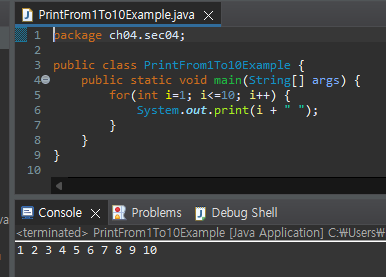 PrintFrom1To10Example.java
1 package ch04.sec04;
2
3 public class PrintFrom1To10Example {
4 public static void main(String[] args) {
5 for(int i=1; i<=10; i++) {
6 System.out.print(i + " ");
7 }
8 }
9 }
10
Console Problems Debug Shell
<terminated> PrintFrom1To10Example [Java Application] C:₩Users₩
1 2 3 4 5 6 7 8 9 10